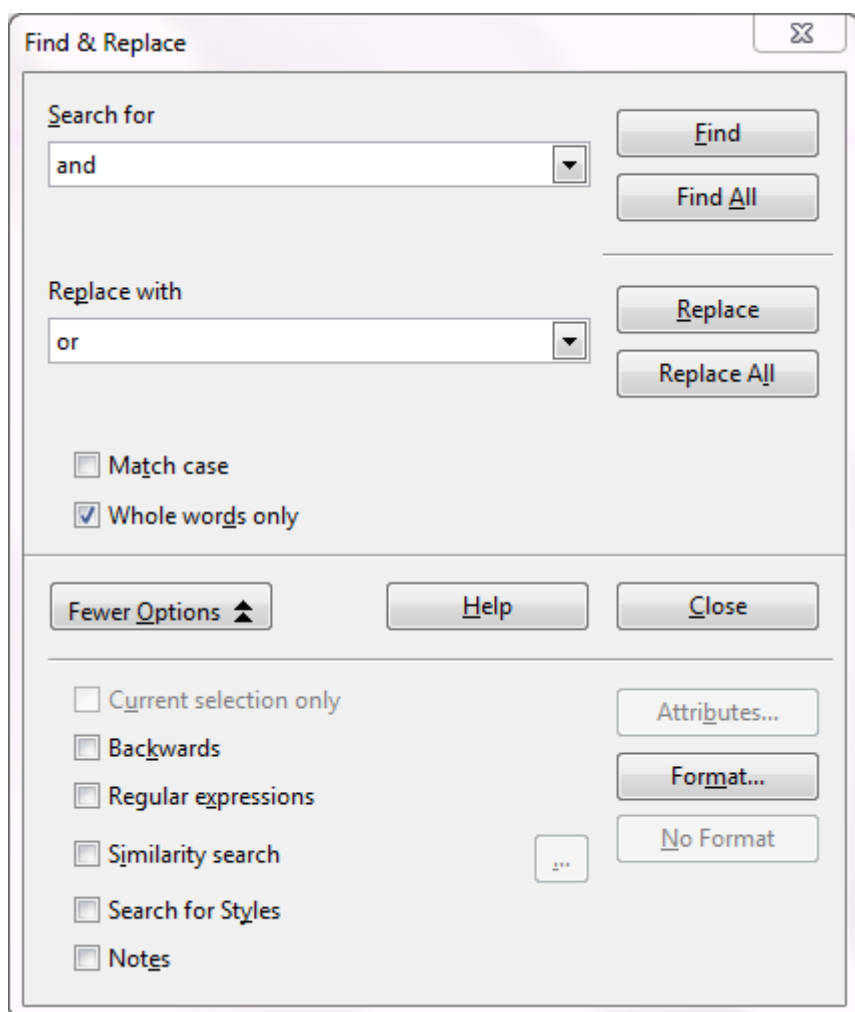 Find & Replace
Search for
Find
and
Find All
Replace with
Replace
or
Replace All
Match case
Whole words only
Fewer Options
Help
Close
Current selection only
Attributes...
Backwards
Format...
Regular expressions
No Format
Similarity search
...
Search for Styles
Notes